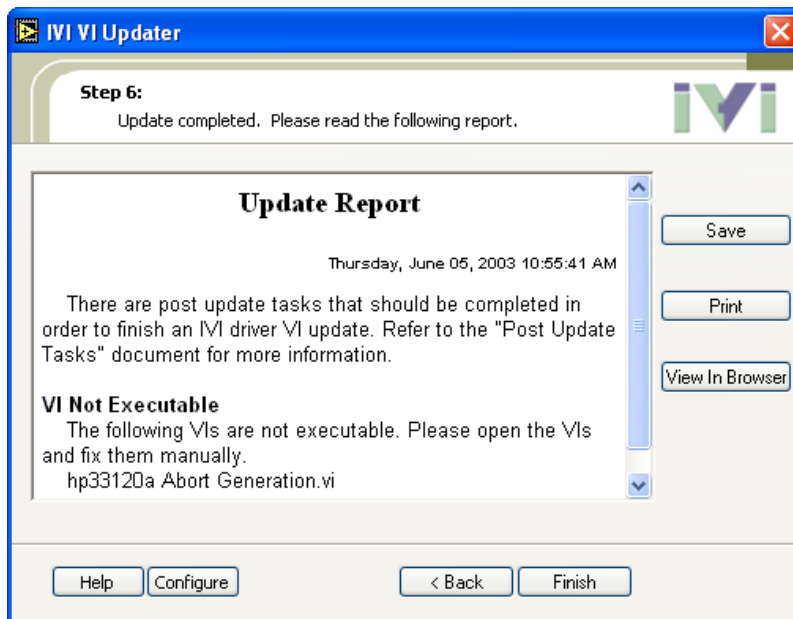 IVI VI Updater
Step 6:
Update completed. Please read the following report.
iVi
Update Report
Thursday, June 05, 2003 10:55:41 AM
There are post update tasks that should be completed in
order to finish an IVI driver VI update. Refer to the "Post Update
Tasks" document for more information.
VI Not Executable
The following VIs are not executable. Please open the VIs
and fix them manually.
hp33120a Abort Generation.vi
Save
Print
View In Browser
Help
Configure
< Back
Finish